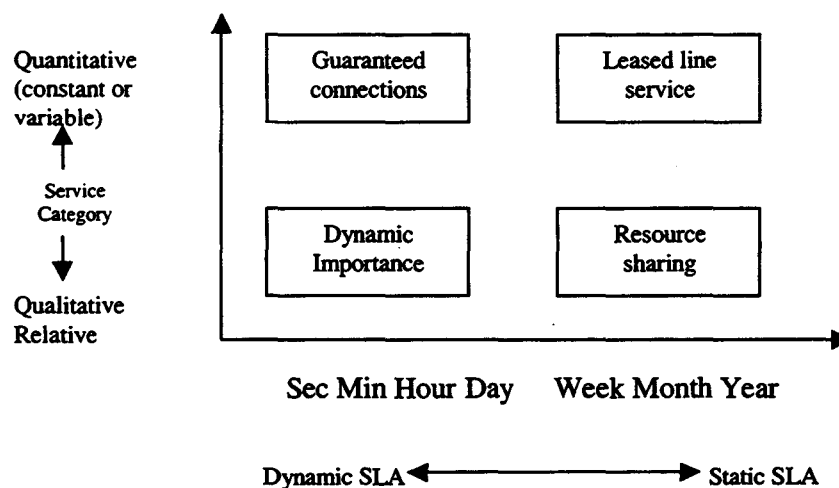 Quantitative
(constant or
variable)
Service
Category
Qualitative
Relative
Guaranteed
connections
Leased line
service
Dynamic
Importance
Resource
sharing
Sec Min Hour Day Week Month Year
Dynamic SLA Static SLA